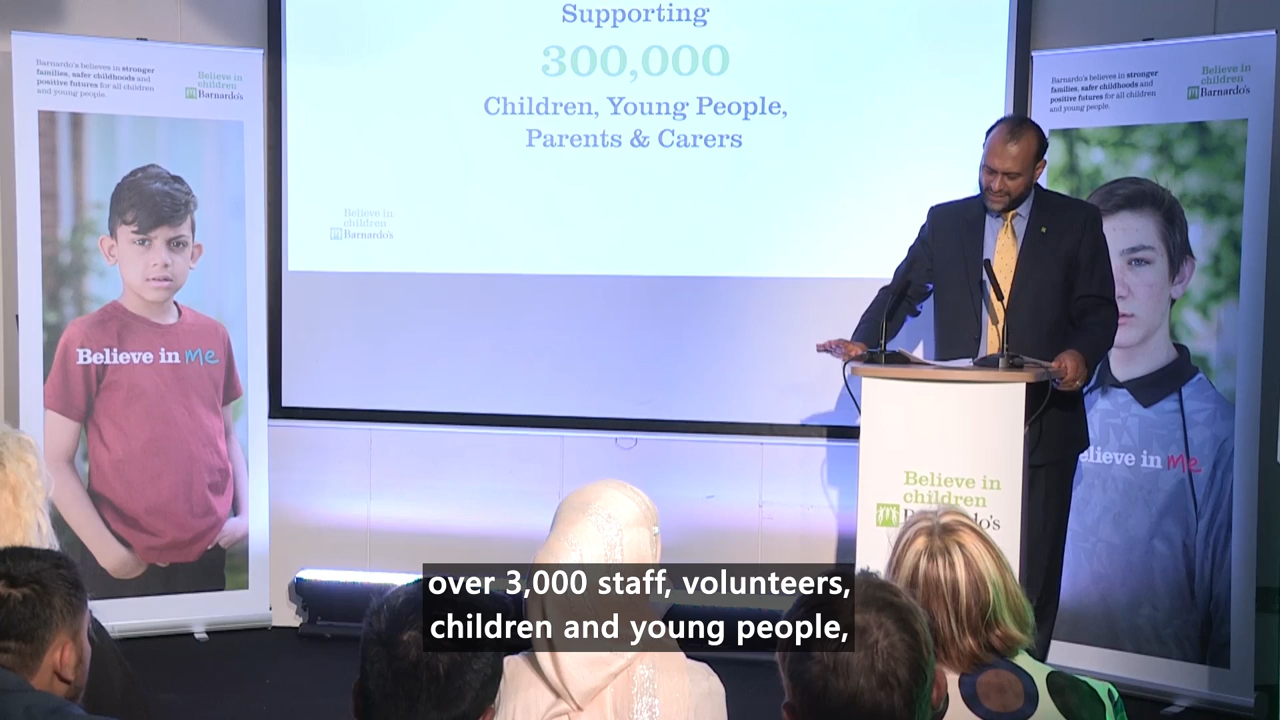 Supporting
300,000
Children, Young People,
Parents & Carers
Believe in
children
Barnardo's
Barnardo's believes in stronger
families, safer childhoods and
positive futures for all children
and young people.
Believe in
children
Barnardo's
Believe in me
Barnardo's believes in stronger
families, safer childhoods and
positive futures for all children
and young people.
Believe in
children
Barnardo's
elieve in me
Believe in
children
B do's
over 3,000 staff, volunteers,
children and young people,